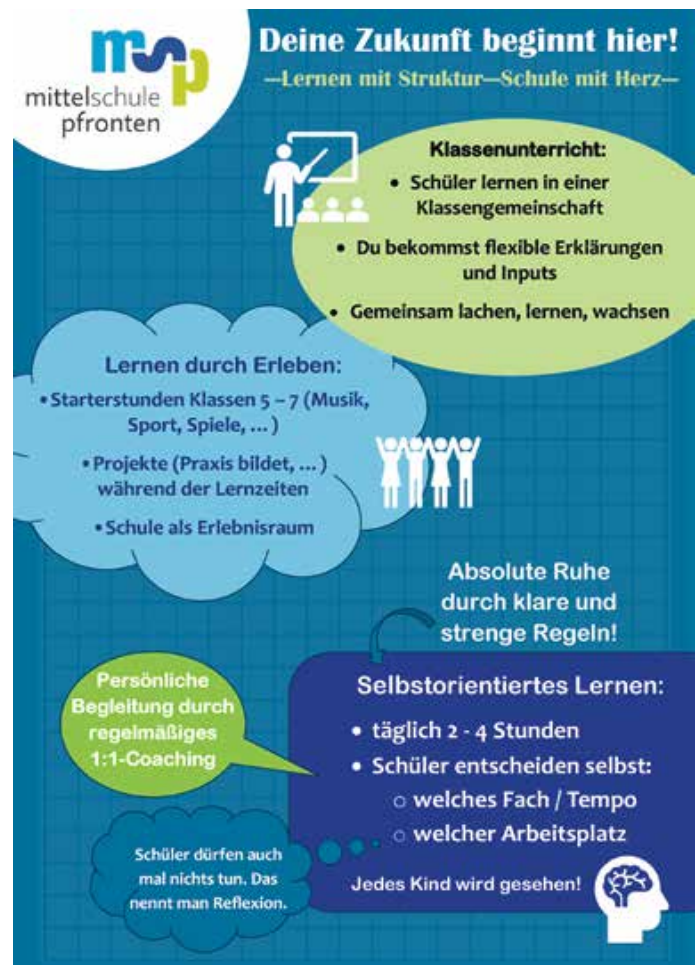 msp
mittelschule
pfronten
Deine Zukunft beginnt hier!
—Lernen mit Struktur—Schule mit Herz—
Klassenunterricht:
• Schüler lernen in einer
Klassengemeinschaft
• Du bekommst flexible Erklärungen
und Inputs
• Gemeinsam lachen, lernen, wachsen
Lernen durch Erleben:
• Starterstunden Klassen 5 – 7 (Musik,
Sport, Spiele, ... )
• Projekte (Praxis bildet, ... )
während der Lernzeiten
• Schule als Erlebnisraum
Absolute Ruhe
durch klare und
strenge Regeln!
Persönliche
Begleitung durch
regelmäßiges
1:1-Coaching
Selbstorientiertes Lernen:
• täglich 2 - 4 Stunden
• Schüler entscheiden selbst:
○ welches Fach / Tempo
○ welcher Arbeitsplatz
Schüler dürfen auch
mal nichts tun. Das
nennt man Reflexion.
Jedes Kind wird gesehen!